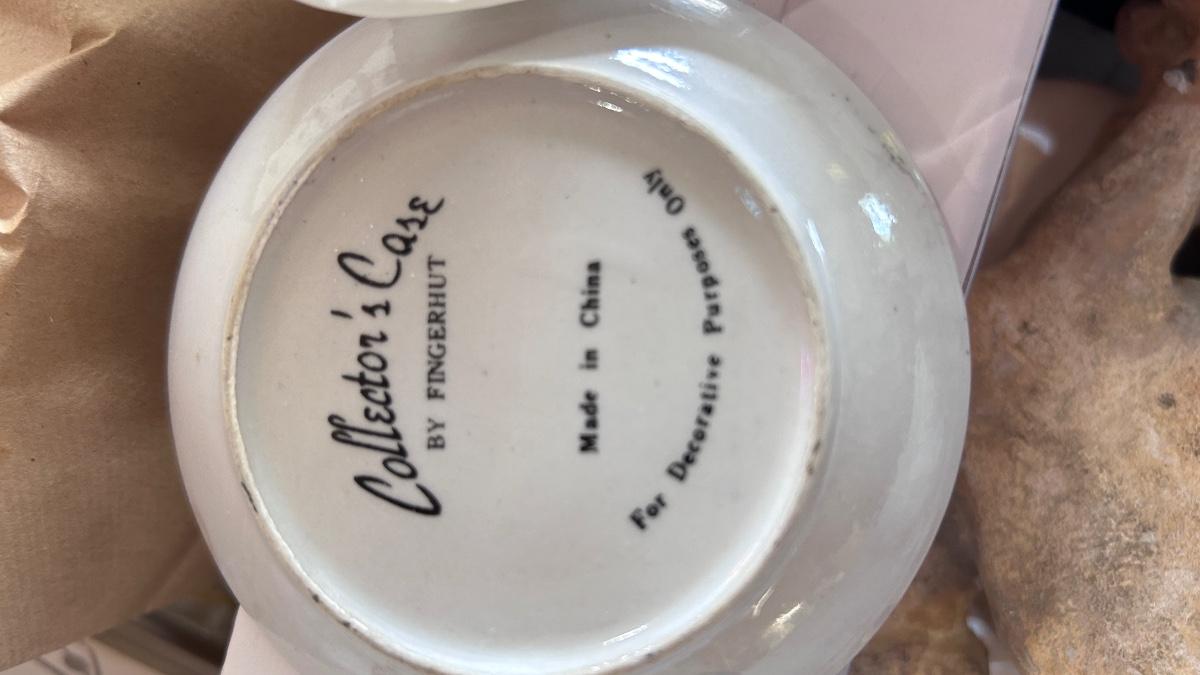 Collector's Case
BY FINGERHUT
Made in China
For Decorative Purposes Only